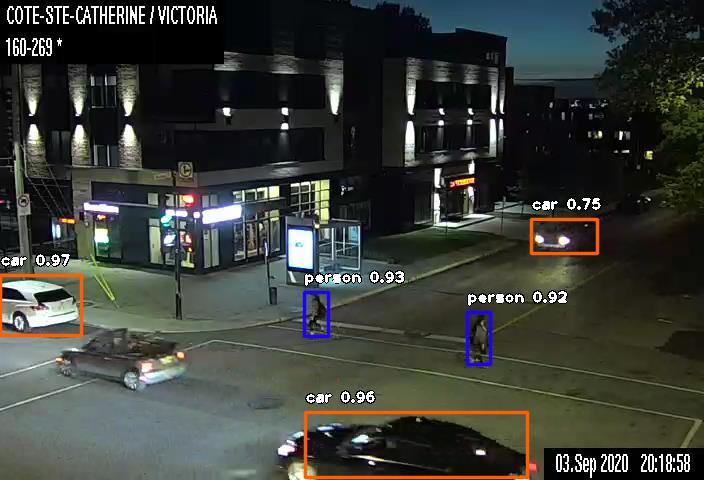 COTE-STE-CATHERINE / VICTORIA
160-269 *
car 0.75
car 0.97
person 0.93
person 0.92
car 0.96
03.Sep 2020 20:18:58